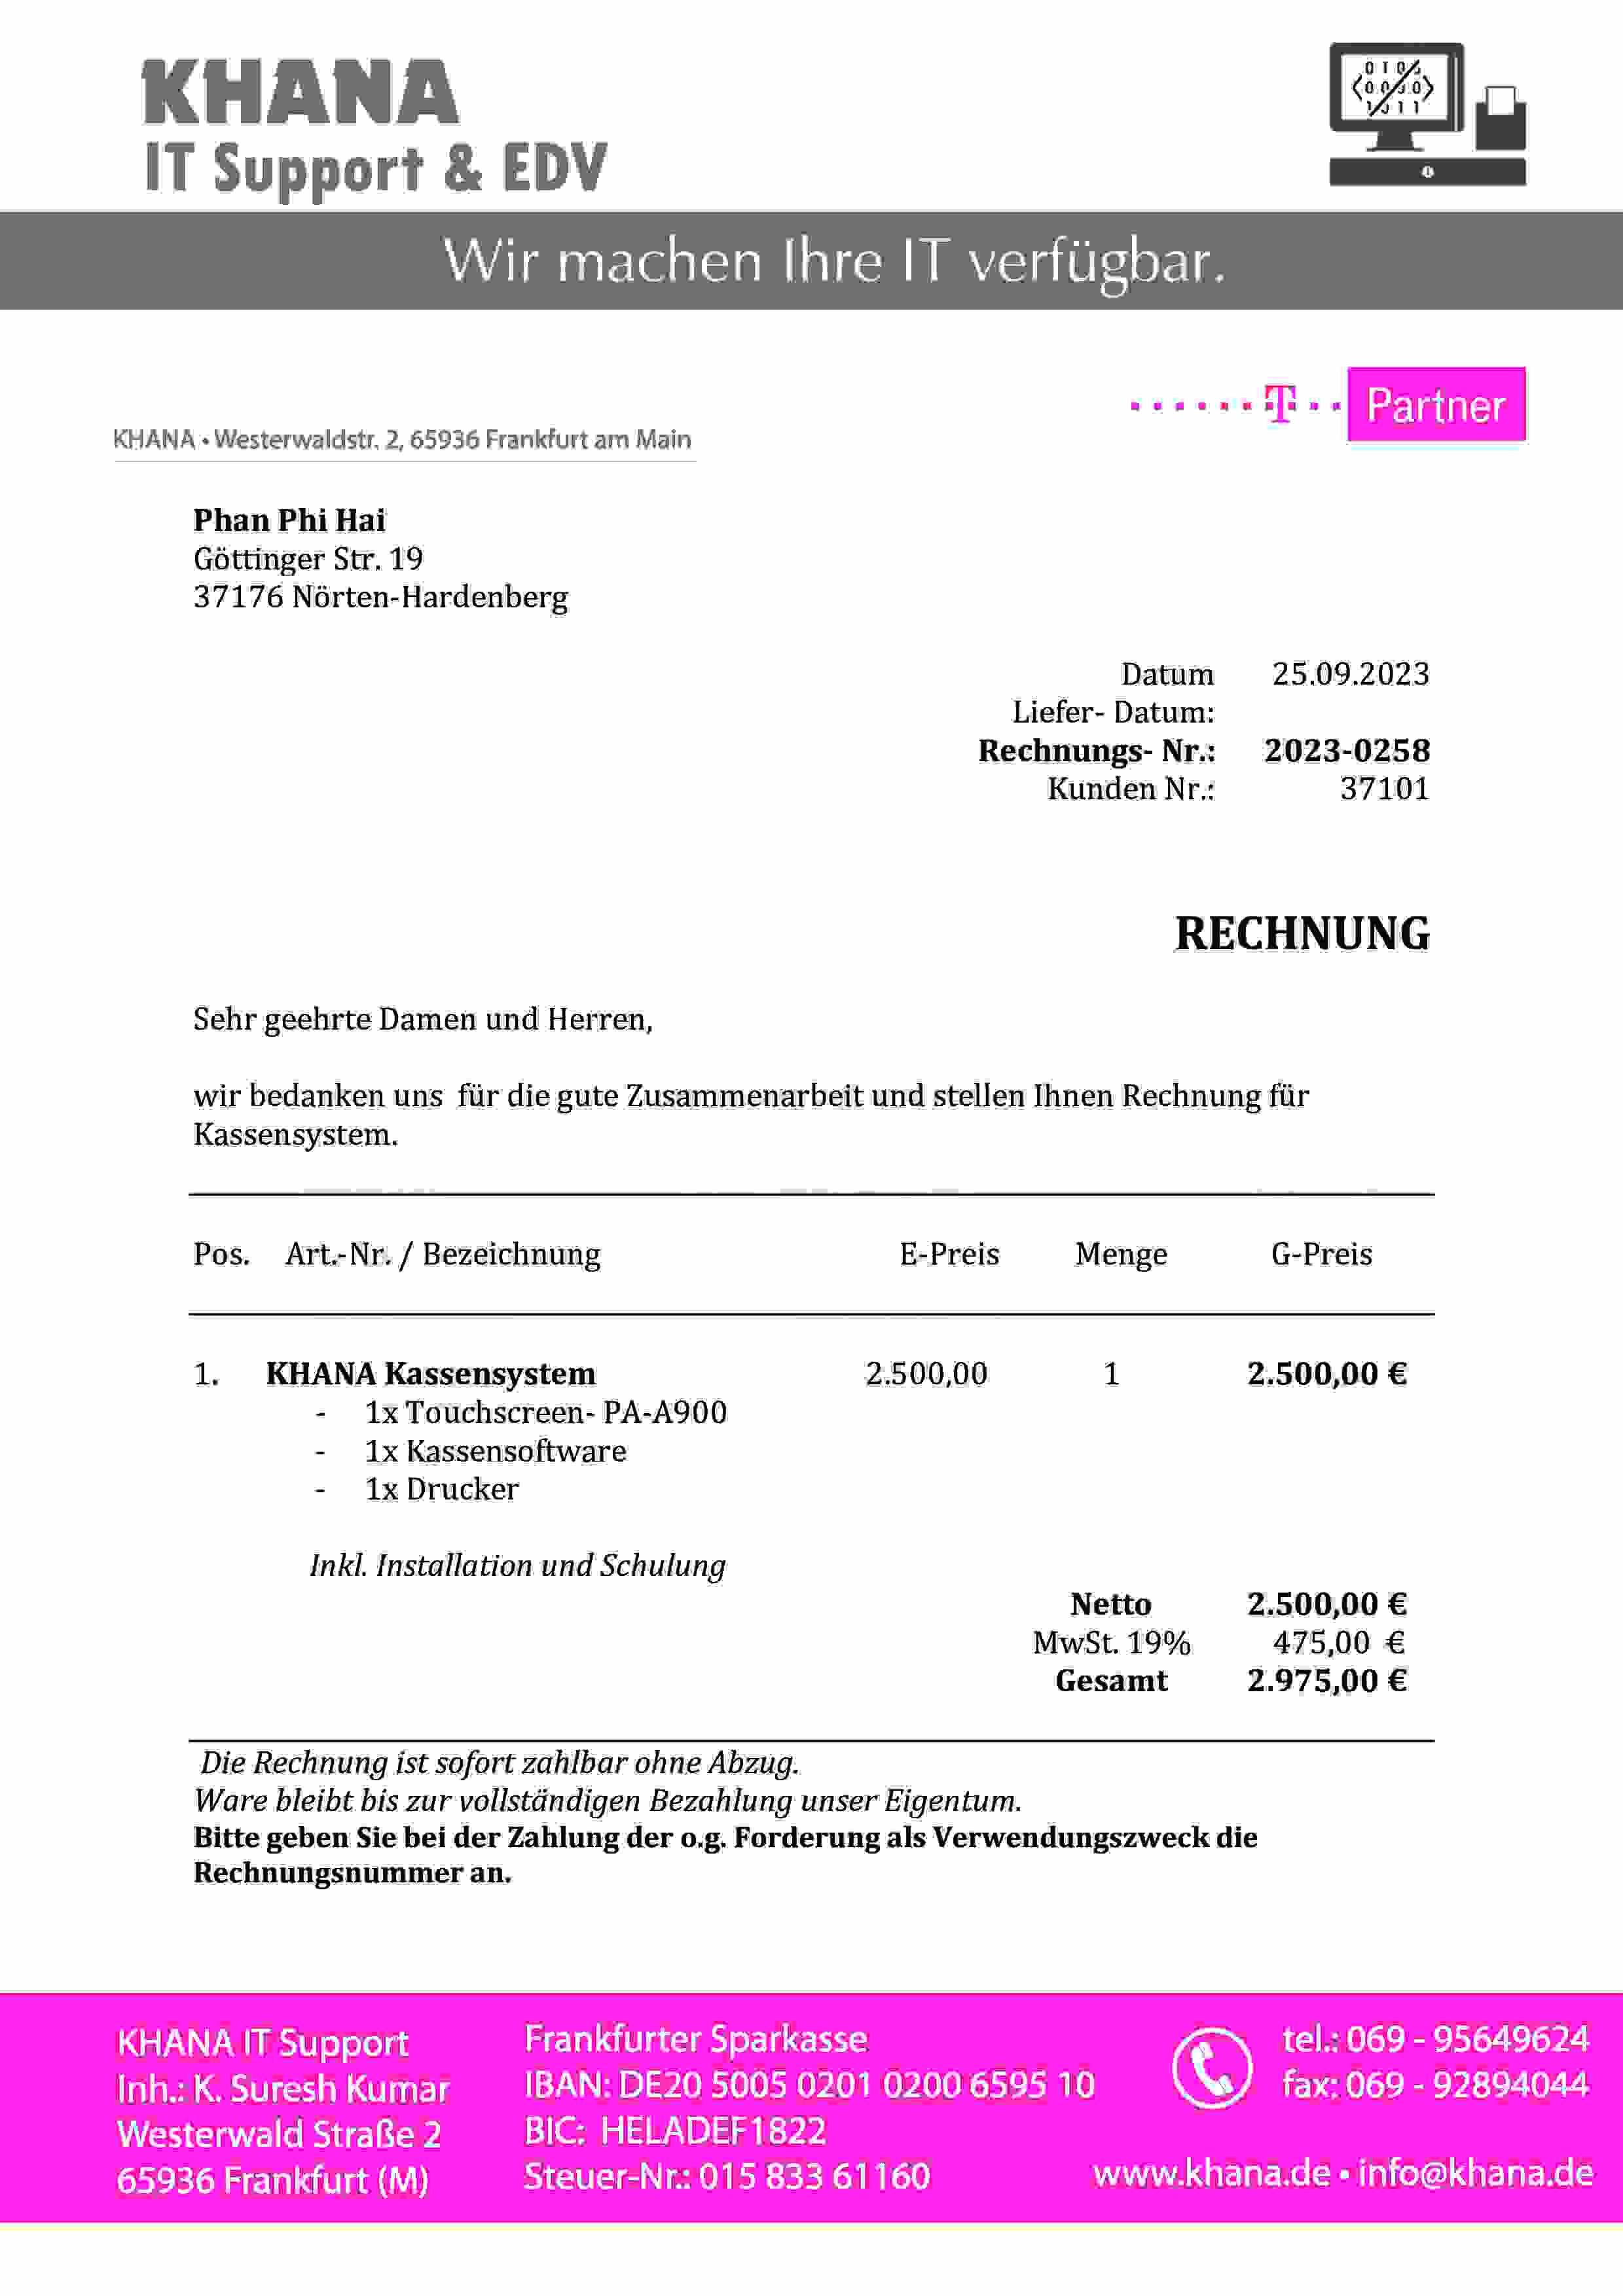 KHANA
IT Support & EDV
Wir machen Ihre IT verfügbar.
T Partner
KHANA • Westerwaldstr. 2, 65936 Frankfurt am Main
Phan Phi Hai
Göttinger Str. 19
37176 Nörten-Hardenberg
Datum 25.09.2023
Liefer- Datum:
Rechnungs- Nr.: 2023-0258
Kunden Nr.: 37101
RECHNUNG
Sehr geehrte Damen und Herren,
wir bedanken uns für die gute Zusammenarbeit und stellen Ihnen Rechnung für
Kassensystem.
Pos. Art.-Nr. / Bezeichnung E-Preis Menge G-Preis
1. KHANA Kassensystem 2.500,00 1 2.500,00 €
- 1x Touchscreen- PA-A900
- 1x Kassensoftware
- 1x Drucker
Inkl. Installation und Schulung
Netto 2.500,00 €
MwSt. 19% 475,00 €
Gesamt 2.975,00 €
Die Rechnung ist sofort zahlbar ohne Abzug.
Ware bleibt bis zur vollständigen Bezahlung unser Eigentum.
Bitte geben Sie bei der Zahlung der o.g. Forderung als Verwendungszweck die
Rechnungsnummer an.
KHANA IT Support
Inh.: K. Suresh Kumar
Westerwald Straße 2
65936 Frankfurt (M)
Frankfurter Sparkasse
IBAN: DE20 5005 0201 0200 6595 10
BIC: HELADEF1822
Steuer-Nr.: 015 833 61160
tel.: 069 - 95649624
fax: 069 - 92894044
www.khana.de • info@khana.de